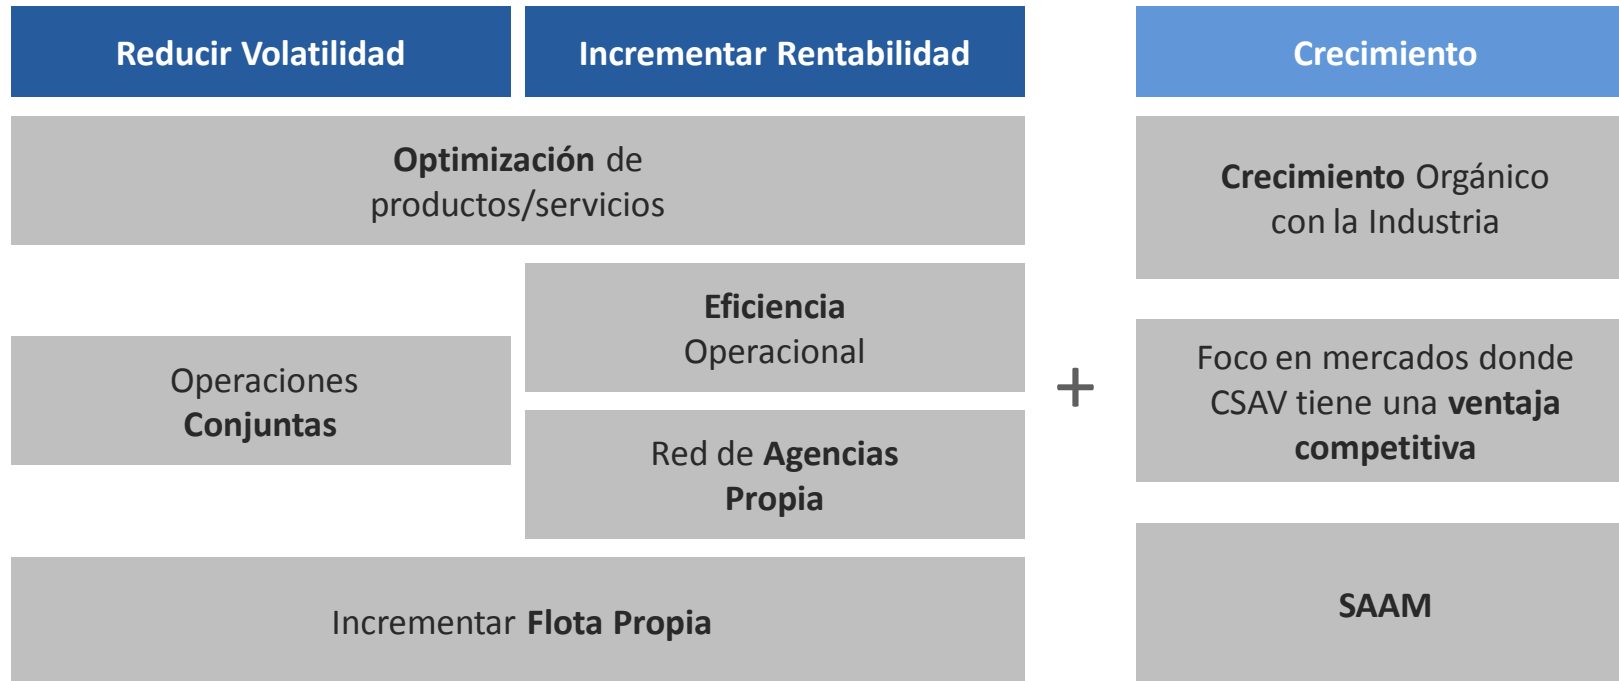 Reducir Volatilidad
Incrementar Rentabilidad
Crecimiento
Optimización de
productos/servicios
Crecimiento Orgánico
con la Industria
Eficiencia
Operacional
Operaciones
Conjuntas
+
Foco en mercados donde
CSAV tiene una ventaja
competitiva
Red de Agencias
Propia
Incrementar Flota Propia
SAAM